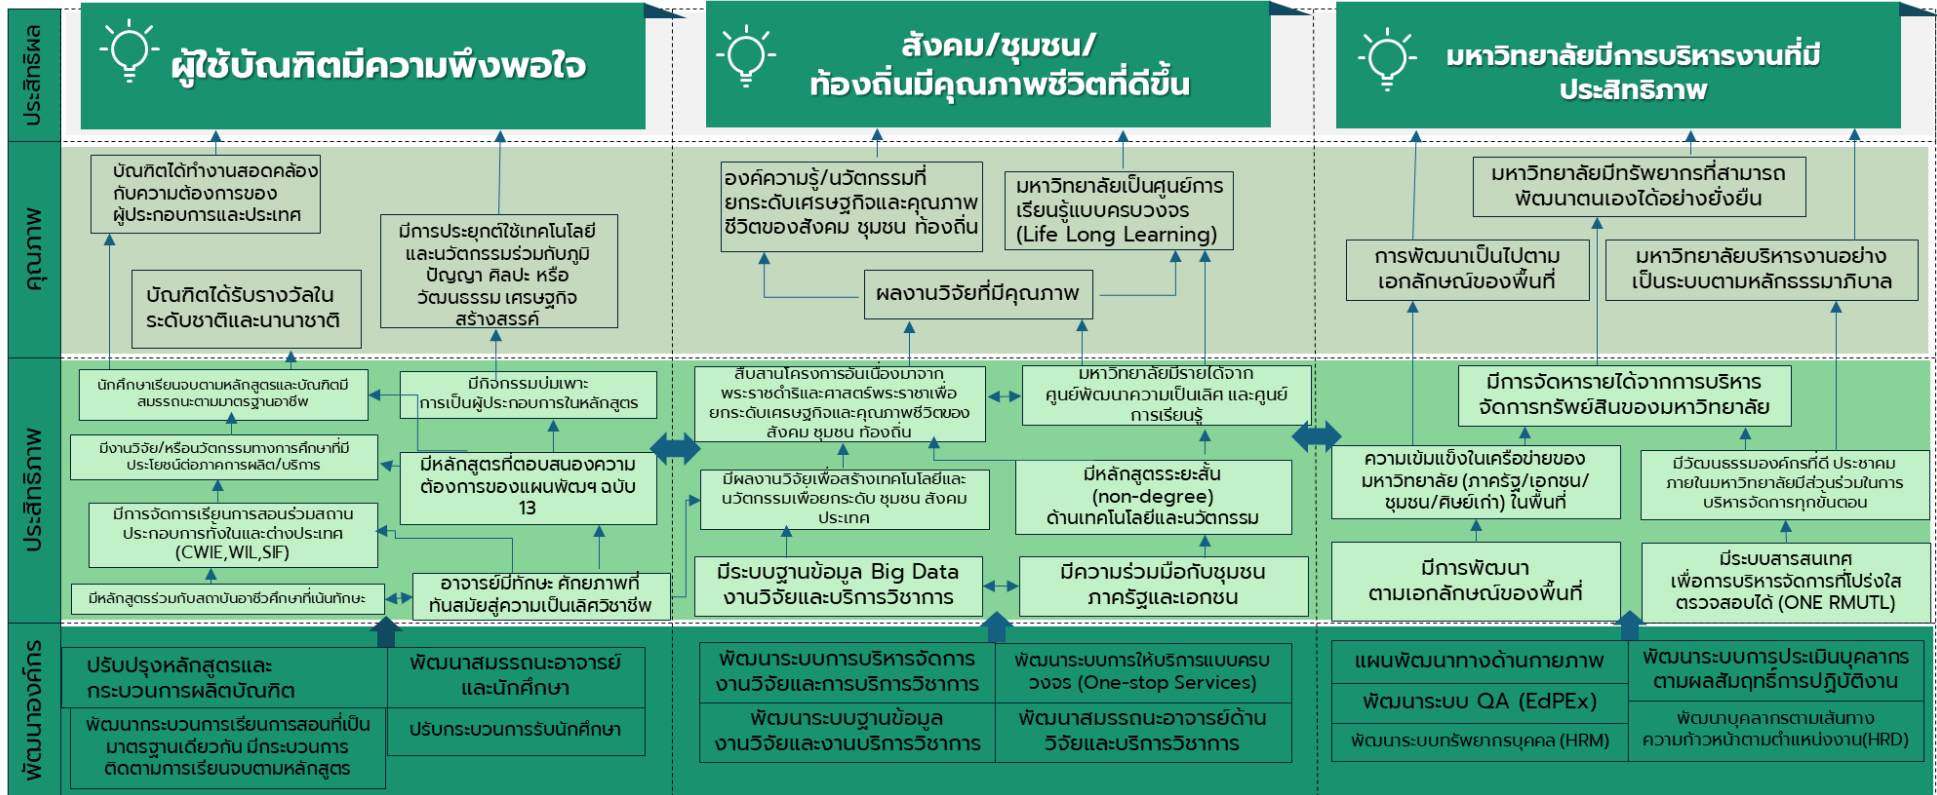 ประสิทธิผล
ผู้ใช้บัณฑิตมีความพึงพอใจ
สังคม/ชุมชน/
ท้องถิ่นมีคุณภาพชีวิตที่ดีขึ้น
มหาวิทยาลัยมีการบริหารงานที่มี
ประสิทธิภาพ
คุณภาพ
บัณฑิตได้ทำงานสอดคล้อง
กับความต้องการของ
ผู้ประกอบการและประเทศ
มีการประยุกต์ใช้เทคโนโลยี
และนวัตกรรมร่วมกับภูมิ
ปัญญา ศิลปะ หรือ
วัฒนธรรม เศรษฐกิจ
สร้างสรรค์
บัณฑิตได้รับรางวัลใน
ระดับชาติและนานาชาติ
องค์ความรู้/นวัตกรรมที่
ยกระดับเศรษฐกิจและคุณภาพ
ชีวิตของสังคม ชุมชน ท้องถิ่น
มหาวิทยาลัยเป็นศูนย์การ
เรียนรู้แบบครบวงจร
(Life Long Learning)
ผลงานวิจัยที่มีคุณภาพ
มหาวิทยาลัยมีทรัพยากรที่สามารถ
พัฒนาตนเองได้อย่างยั่งยืน
การพัฒนาเป็นไปตาม
เอกลักษณ์ของพื้นที่
มหาวิทยาลัยบริหารงานอย่าง
เป็นระบบตามหลักธรรมาภิบาล
ประสิทธิภาพ
นักศึกษาเรียนจบตามหลักสูตรและบัณฑิตมี
สมรรถนะตามมาตรฐานอาชีพ
มีกิจกรรมบ่มเพาะ
การเป็นผู้ประกอบการในหลักสูตร
มีงานวิจัย/หรือนวัตกรรมทางการศึกษาที่มี
ประโยชน์ต่อภาคการผลิต/บริการ
มีหลักสูตรที่ตอบสนองความ
ต้องการของแผนพัฒฯ ฉบับ
13
มีการจัดการเรียนการสอนร่วมสถาน
ประกอบการทั้งในและต่างประเทศ
(CWIE,WIL,SIF)
มีหลักสูตรร่วมกับสถาบันอาชีวศึกษาที่เน้นทักษะ
อาจารย์มีทักษะ ศักยภาพที่
ทันสมัยสู่ความเป็นเลิศวิชาชีพ
สืบสานโครงการอันเนื่องมาจาก
พระราชดำริและศาสตร์พระราชาเพื่อ
ยกระดับเศรษฐกิจและคุณภาพชีวิตของ
สังคม ชุมชน ท้องถิ่น
มหาวิทยาลัยมีรายได้จาก
ศูนย์พัฒนาความเป็นเลิศ และศูนย์
การเรียนรู้
มีผลงานวิจัยเพื่อสร้างเทคโนโลยีและ
นวัตกรรมเพื่อยกระดับ ชุมชน สังคม
ประเทศ
มีหลักสูตรระยะสั้น
(non-degree)
ด้านเทคโนโลยีและนวัตกรรม
มีระบบฐานข้อมูล Big Data
งานวิจัยและบริการวิชาการ
มีความร่วมมือกับชุมชน
ภาครัฐและเอกชน
มีการจัดหารายได้จากการบริหาร
จัดการทรัพย์สินของมหาวิทยาลัย
ความเข้มแข็งในเครือข่ายของ
มหาวิทยาลัย (ภาครัฐ/เอกชน/
ชุมชน/ศิษย์เก่า) ในพื้นที่
มีวัฒนธรรมองค์กรที่ดี ประชาคม
ภายในมหาวิทยาลัยมีส่วนร่วมในการ
บริหารจัดการทุกขั้นตอน
มีการพัฒนา
ตามเอกลักษณ์ของพื้นที่
มีระบบสารสนเทศ
เพื่อการบริหารจัดการที่โปร่งใส
ตรวจสอบได้ (ONE RMUTL)
พัฒนาองค์กร
ปรับปรุงหลักสูตรและ
กระบวนการผลิตบัณฑิต
พัฒนาสมรรถนะอาจารย์
และนักศึกษา
พัฒนากระบวนการเรียนการสอนที่เป็น
มาตรฐานเดียวกัน มีกระบวนการ
ติดตามการเรียนจบตามหลักสูตร
ปรับกระบวนการรับนักศึกษา
พัฒนาระบบการบริหารจัดการ
งานวิจัยและการบริการวิชาการ
พัฒนาระบบการให้บริการแบบครบ
วงจร (One-stop Services)
พัฒนาระบบฐานข้อมูล
งานวิจัยและงานบริการวิชาการ
พัฒนาสมรรถนะอาจารย์ด้าน
วิจัยและบริการวิชาการ
แผนพัฒนาทางด้านกายภาพ
พัฒนาระบบการประเมินบุคลากร
ตามผลสัมฤทธิ์การปฏิบัติงาน
พัฒนาระบบ QA (EdPEx)
พัฒนาระบบทรัพยากรบุคคล (HRM)
พัฒนาบุคลากรตามเส้นทาง
ความก้าวหน้าตามตำแหน่งงาน(HRD)